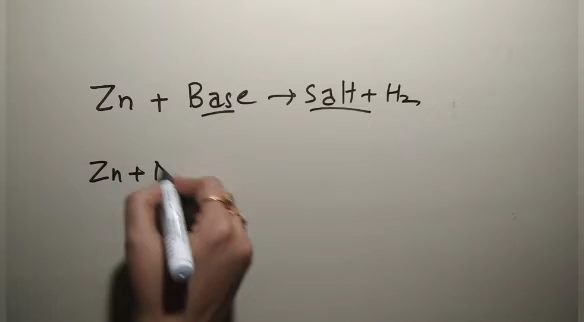 Zn + Base → Salt + H₂
Zn +